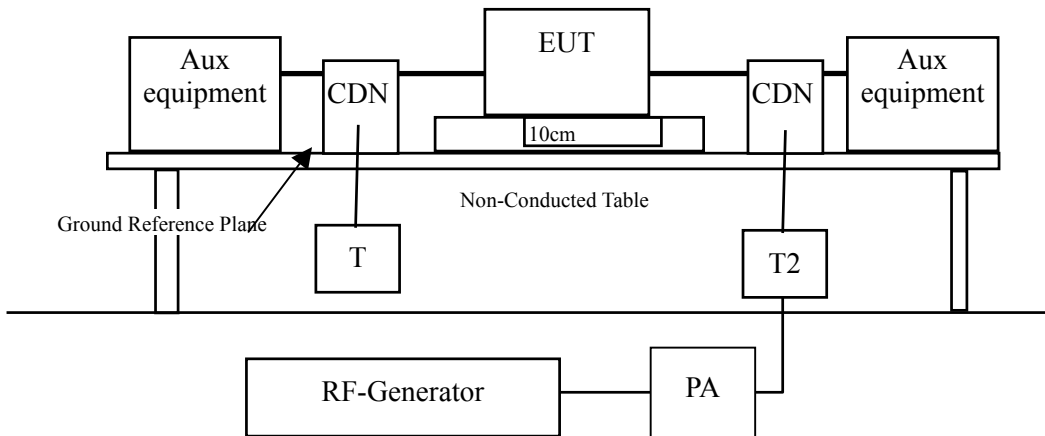 Aux
equipment
CDN
EUT
CDN
Aux
equipment
10cm
Ground Reference Plane
Non-Conducted Table
T
T2
RF-Generator
PA